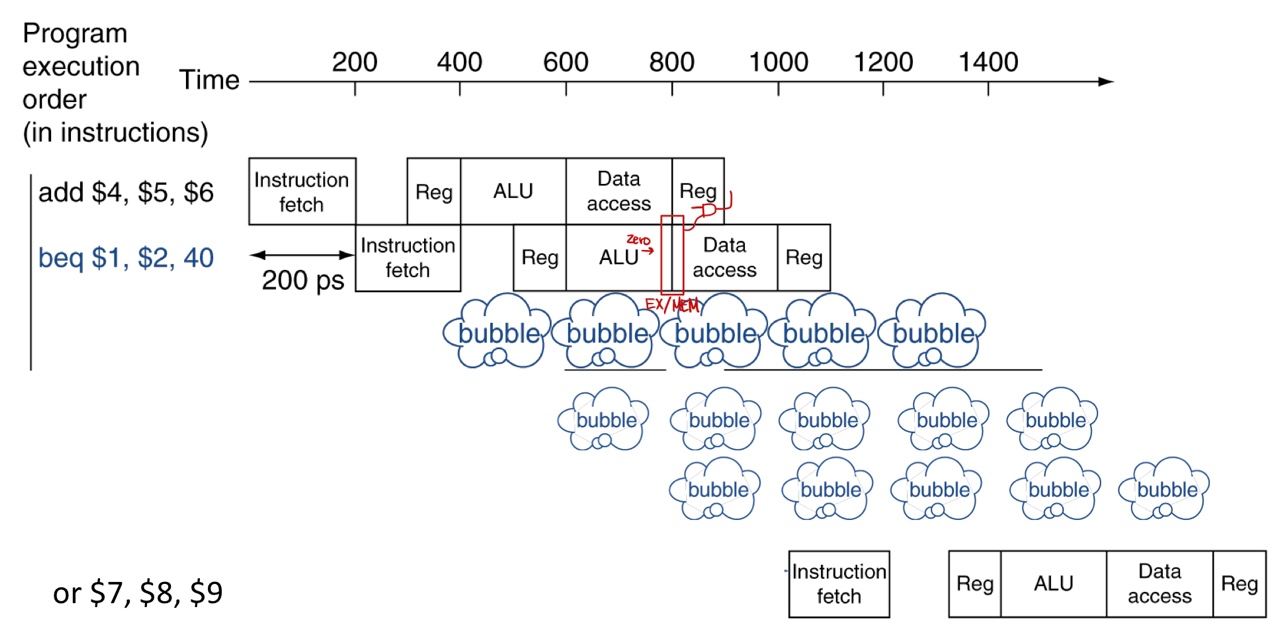 Program
execution
order
(in instructions)
Time
200 400 600 800 1000 1200 1400
add $4, $5, $6
Instruction
fetch
Reg
ALU
Data
access
Reg
beq $1, $2, 40
200 ps
Instruction
fetch
Reg
ALU
zero
Data
access
Reg
EX/MEM
bubble bubble bubble bubble bubble
bubble bubble bubble bubble bubble
bubble bubble bubble bubble bubble
or $7, $8, $9
Instruction
fetch
Reg
ALU
Data
access
Reg